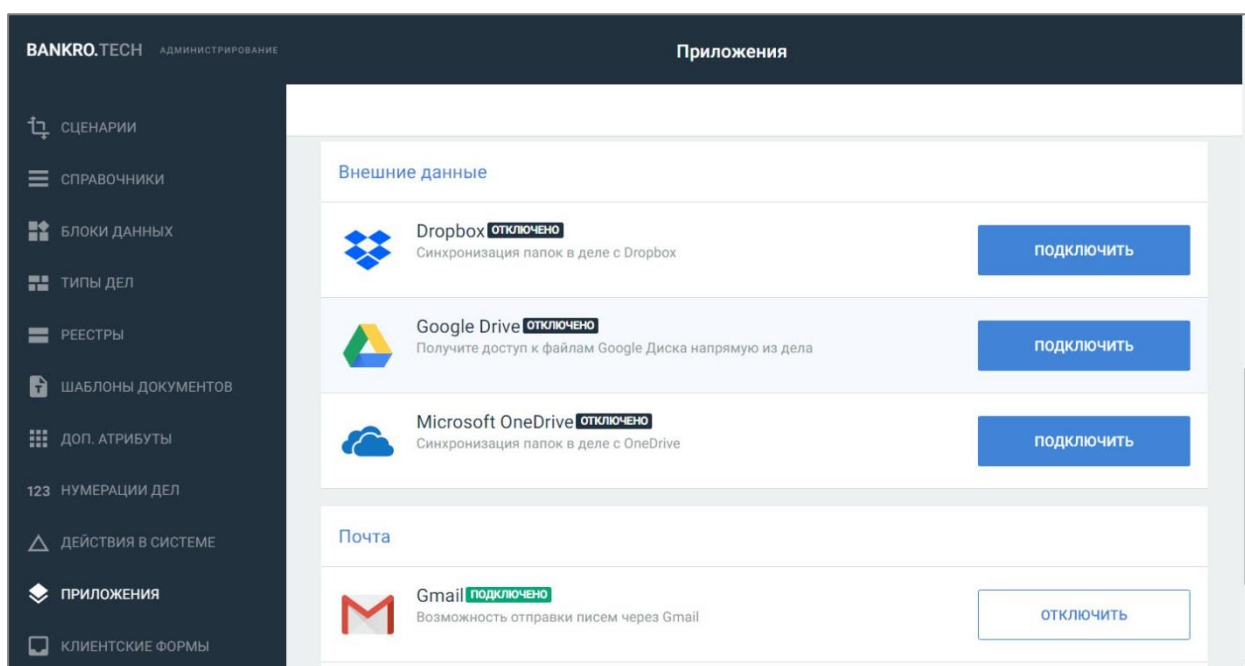 BANKRO.TECH АДМИНИСТРИРОВАНИЕ
Приложения
СЦЕНАРИИ
СПРАВОЧНИКИ
БЛОКИ ДАННЫХ
ТИПЫ ДЕЛ
РЕЕСТРЫ
ШАБЛОНЫ ДОКУМЕНТОВ
ДОП. АТРИБУТЫ
123 НУМЕРАЦИИ ДЕЛ
ДЕЙСТВИЯ В СИСТЕМЕ
ПРИЛОЖЕНИЯ
КЛИЕНТСКИЕ ФОРМЫ
Внешние данные
Dropbox ОТКЛЮЧЕНО
Синхронизация папок в деле с Dropbox
ПОДКЛЮЧИТЬ
Google Drive ОТКЛЮЧЕНО
Получите доступ к файлам Google Диска напрямую из дела
ПОДКЛЮЧИТЬ
Microsoft OneDrive ОТКЛЮЧЕНО
Синхронизация папок в деле с OneDrive
ПОДКЛЮЧИТЬ
Почта
Gmail ПОДКЛЮЧЕНО
Возможность отправки писем через Gmail
ОТКЛЮЧИТЬ